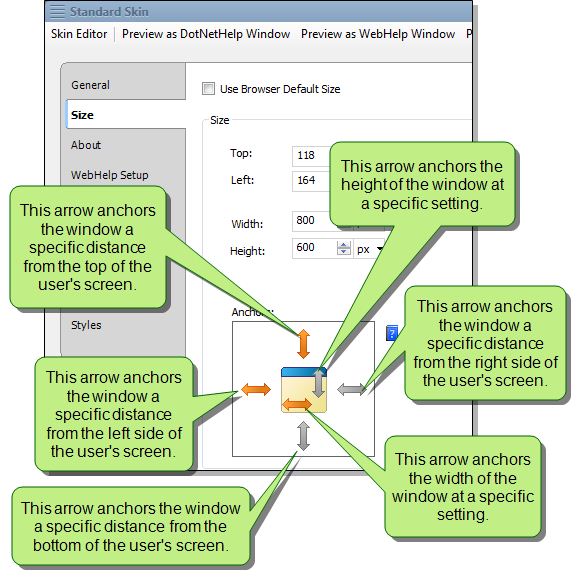 Standard Skin
Skin Editor
Preview as DotNetHelp Window
Preview as WebHelp Window
General
Use Browser Default Size
Size
Size
About
Top:
118
Left:
164
WebHelp Setup
This arrow anchors the
height of the window at
a specific setting.
This arrow anchors
the window a
specific distance
from the top of the
user's screen.
Width:
800
Height:
600
px
Styles
Anchors:
?
This arrow anchors
the window a
specific distance
from the right side of
the user's screen.
This arrow anchors
the window a
specific distance
from the left side of
the user's screen.
This arrow anchors
the width of the
window at a specific
setting.
This arrow anchors the window
a specific distance from the
bottom of the user's screen.